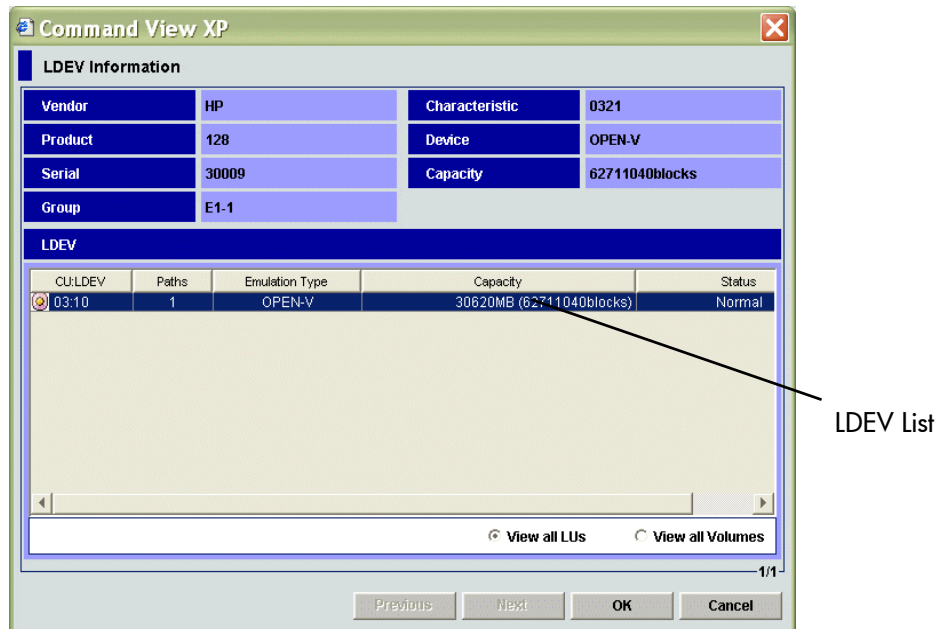 Command View XP
LDEV Information
Vendor HP Characteristic 0321
Product 128 Device OPEN-V
Serial 30009 Capacity 62711040blocks
Group E1-1
LDEV
CU:LDEV Paths Emulation Type Capacity Status
03:10 1 OPEN-V 30620MB (62711040blocks) Normal
LDEV List
View all LUs View all Volumes
1/1
Previous Next OK Cancel